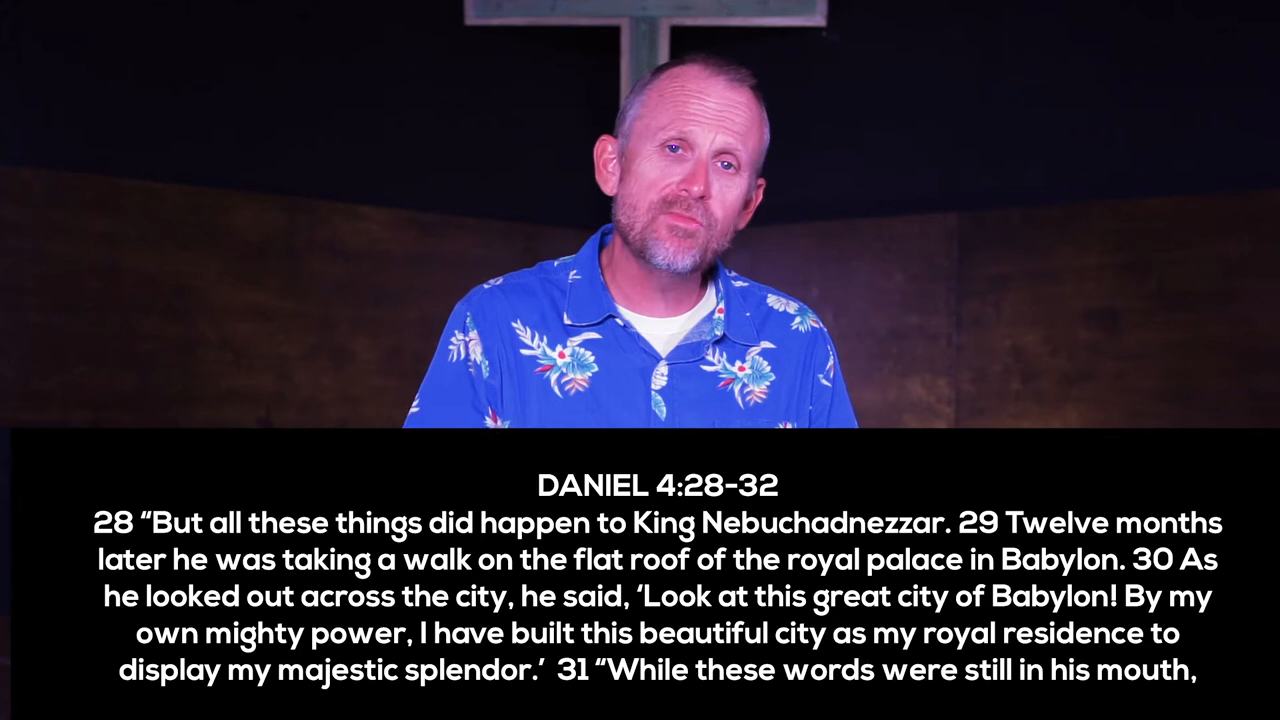 DANIEL 4:28-32
28 “But all these things did happen to King Nebuchadnezzar. 29 Twelve months
later he was taking a walk on the flat roof of the royal palace in Babylon. 30 As
he looked out across the city, he said, ‘Look at this great city of Babylon! By my
own mighty power, I have built this beautiful city as my royal residence to
display my majestic splendor.’  31 “While these words were still in his mouth,